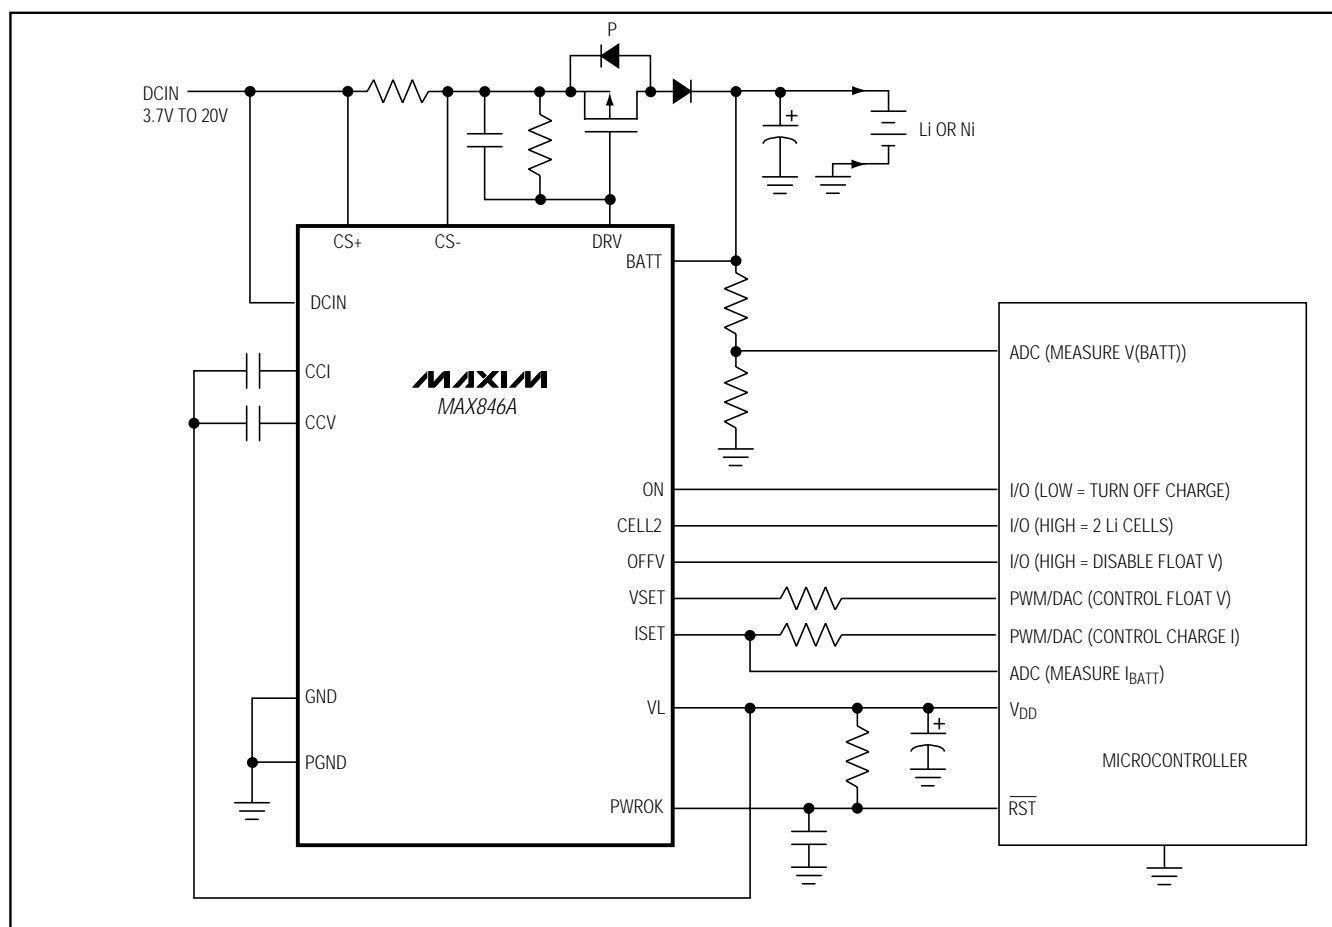 P
DCIN
3.7V TO 20V
+
Li OR Ni
CS+
CS-
DRV
BATT
DCIN
CCI
CCV
MAXIM
MAX846A
ADC (MEASURE V(BATT))
ON
I/O (LOW = TURN OFF CHARGE)
CELL2
I/O (HIGH = 2 Li CELLS)
OFFV
I/O (HIGH = DISABLE FLOAT V)
VSET
PWM/DAC (CONTROL FLOAT V)
ISET
PWM/DAC (CONTROL CHARGE I)
ADC (MEASURE IBATT)
GND
VL
VDD
+
PGND
MICROCONTROLLER
PWROK
RST